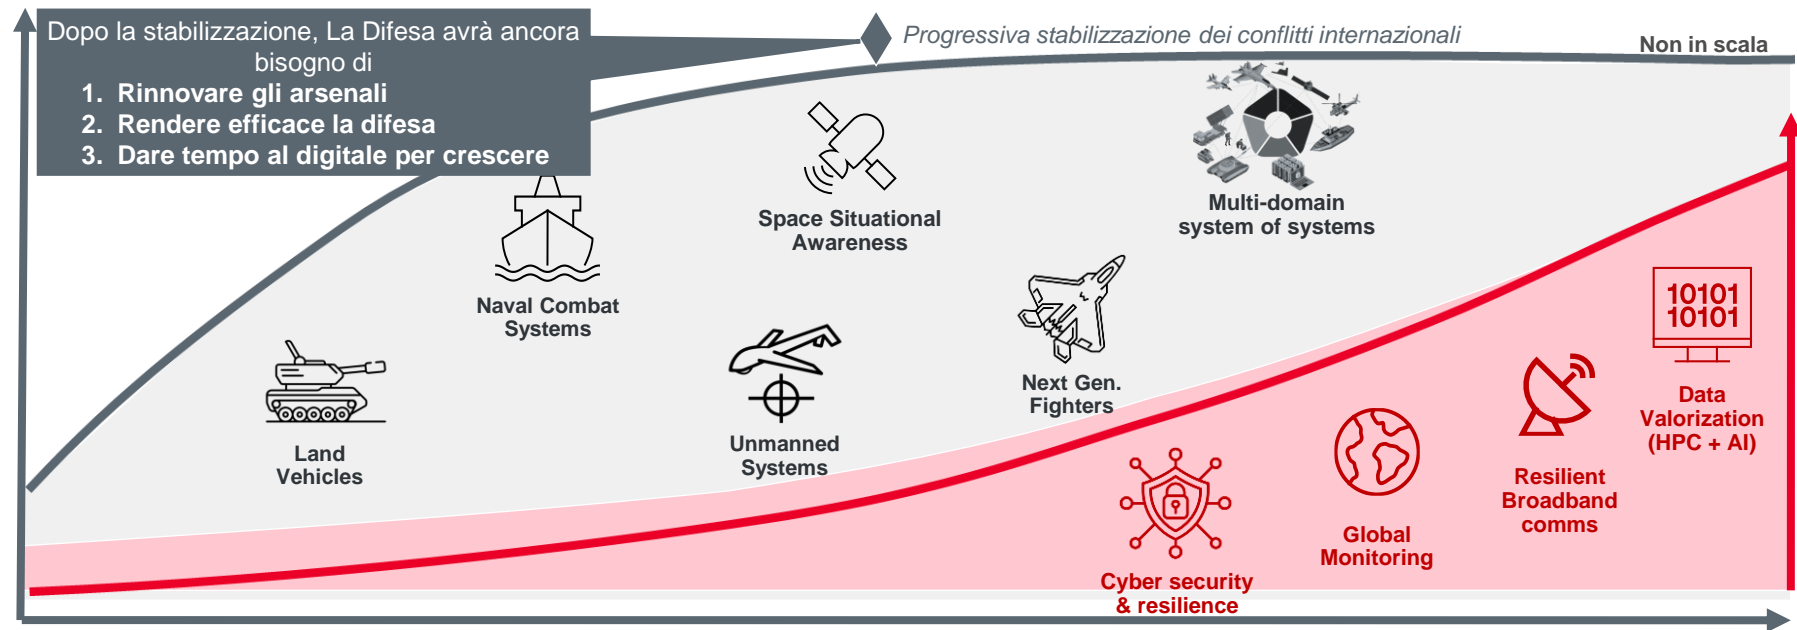 Dopo la stabilizzazione, La Difesa avrà ancora
bisogno di
1. Rinnovare gli arsenali
2. Rendere efficace la difesa
3. Dare tempo al digitale per crescere
Progressiva stabilizzazione dei conflitti internazionali
Non in scala
Space Situational
Awareness
Multi-domain
system of systems
Naval Combat
Systems
Land
Vehicles
Unmanned
Systems
Next Gen.
Fighters
10101
10101
Data
Valorization
(HPC + AI)
Resilient
Broadband
comms
Global
Monitoring
Cyber security
& resilience